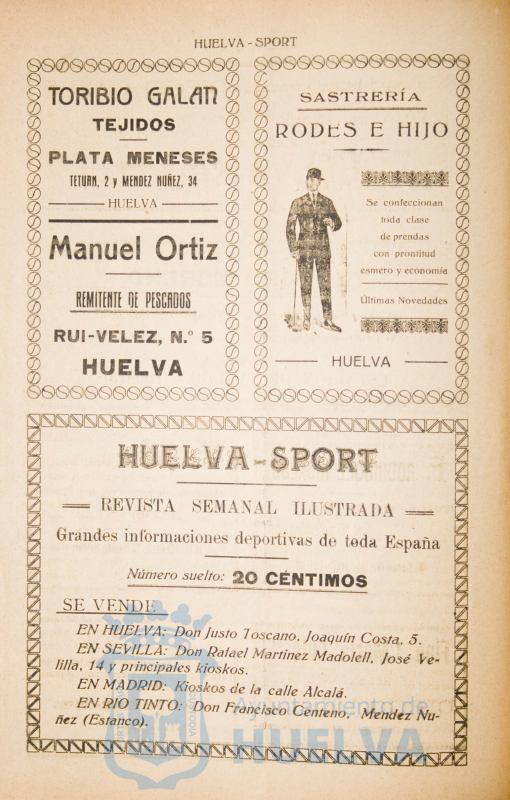 HUELVA - SPORT
TORIBIO GALAN
TEJIDOS
PLATA MENESES
TETUAN, 2 y MENDEZ NUÑEZ, 34
HUELVA
Manuel Ortiz
REMITENTE DE PESCADOS
RUI-VELEZ, N.º 5
HUELVA
SASTRERÍA
RODES E HIJO
Se confeccionan
toda clase
de prendas
con prontitud
esmero y economía
Últimas Novedades
HUELVA
HUELVA-SPORT
REVISTA SEMANAL ILUSTRADA
Grandes informaciones deportivas de toda España
Número suelto: 20 CÉNTIMOS
SE VENDE
EN HUELVA: Don Justo Toscano, Joaquín Costa, 5.
EN SEVILLA: Don Rafael Martinez Madolell, José Ve-
lilla, 14 y principales kioskos.
EN MADRID: Kioskos de la calle Alcalá.
EN RIO TINTO: Don Francisco Centeno, Mendez Nu-
ñez (Estanco).
Ayuntamiento de
HUELVA